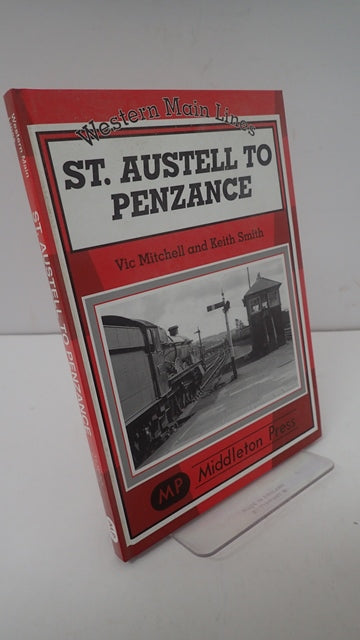 Western Main Lines
ST. AUSTELL TO
PENZANCE
Vic Mitchell and Keith Smith
MP Middleton Press
Western Main
ST. AUSTELL TO PENZANCE
MP